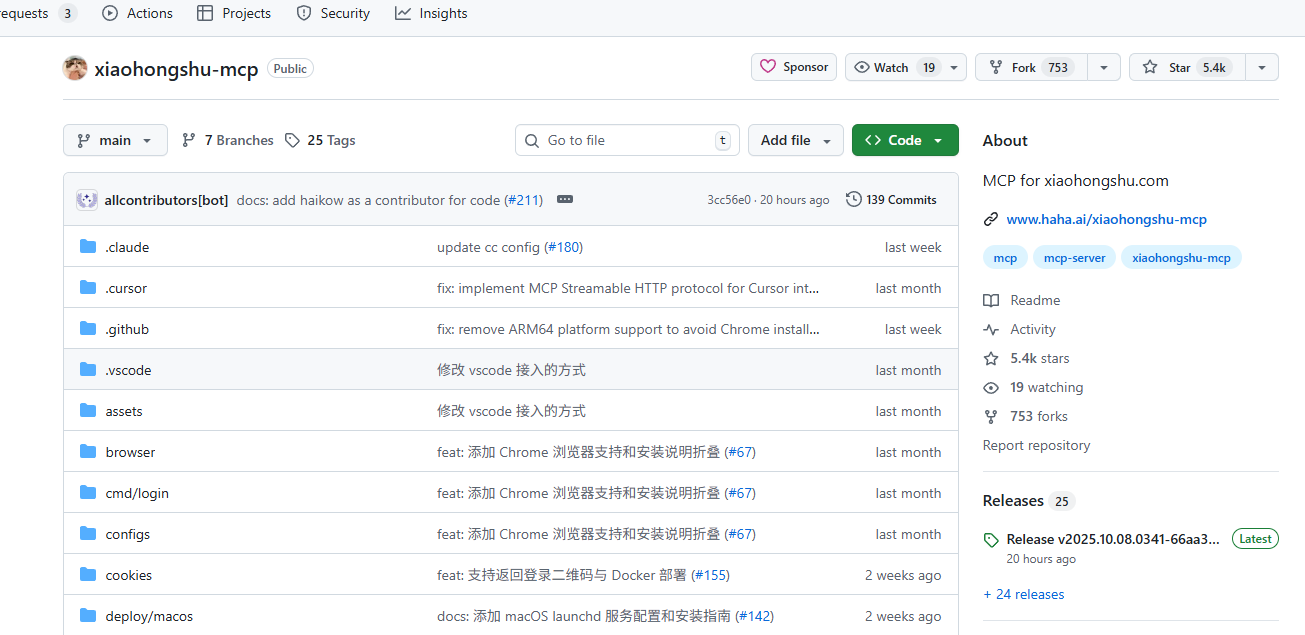 equests 3 Actions Projects Security Insights
xiaohongshu-mcp Public Sponsor Watch 19 Fork 753 Star 5.4k
main 7 Branches 25 Tags Go to file t Add file Code
allcontributors[bot] docs: add haikow as a contributor for code (#211) 3cc56e0 · 20 hours ago 139 Commits
.claude update cc config (#180) last week
.cursor fix: implement MCP Streamable HTTP protocol for Cursor int... last month
.github fix: remove ARM64 platform support to avoid Chrome install... last week
.vscode 修改 vscode 接入的方式 last month
assets 修改 vscode 接入的方式 last month
browser feat: 添加 Chrome 浏览器支持和安装说明折叠 (#67) last month
cmd/login feat: 添加 Chrome 浏览器支持和安装说明折叠 (#67) last month
configs feat: 添加 Chrome 浏览器支持和安装说明折叠 (#67) last month
cookies feat: 支持返回登录二维码与 Docker 部署 (#155) 2 weeks ago
deploy/macos docs: 添加 macOS launchd 服务配置和安装指南 (#142) 2 weeks ago
About
MCP for xiaohongshu.com
www.haha.ai/xiaohongshu-mcp
mcp mcp-server xiaohongshu-mcp
Readme
Activity
5.4k stars
19 watching
753 forks
Report repository
Releases 25
Release v2025.10.08.0341-66aa3... Latest
20 hours ago
+ 24 releases